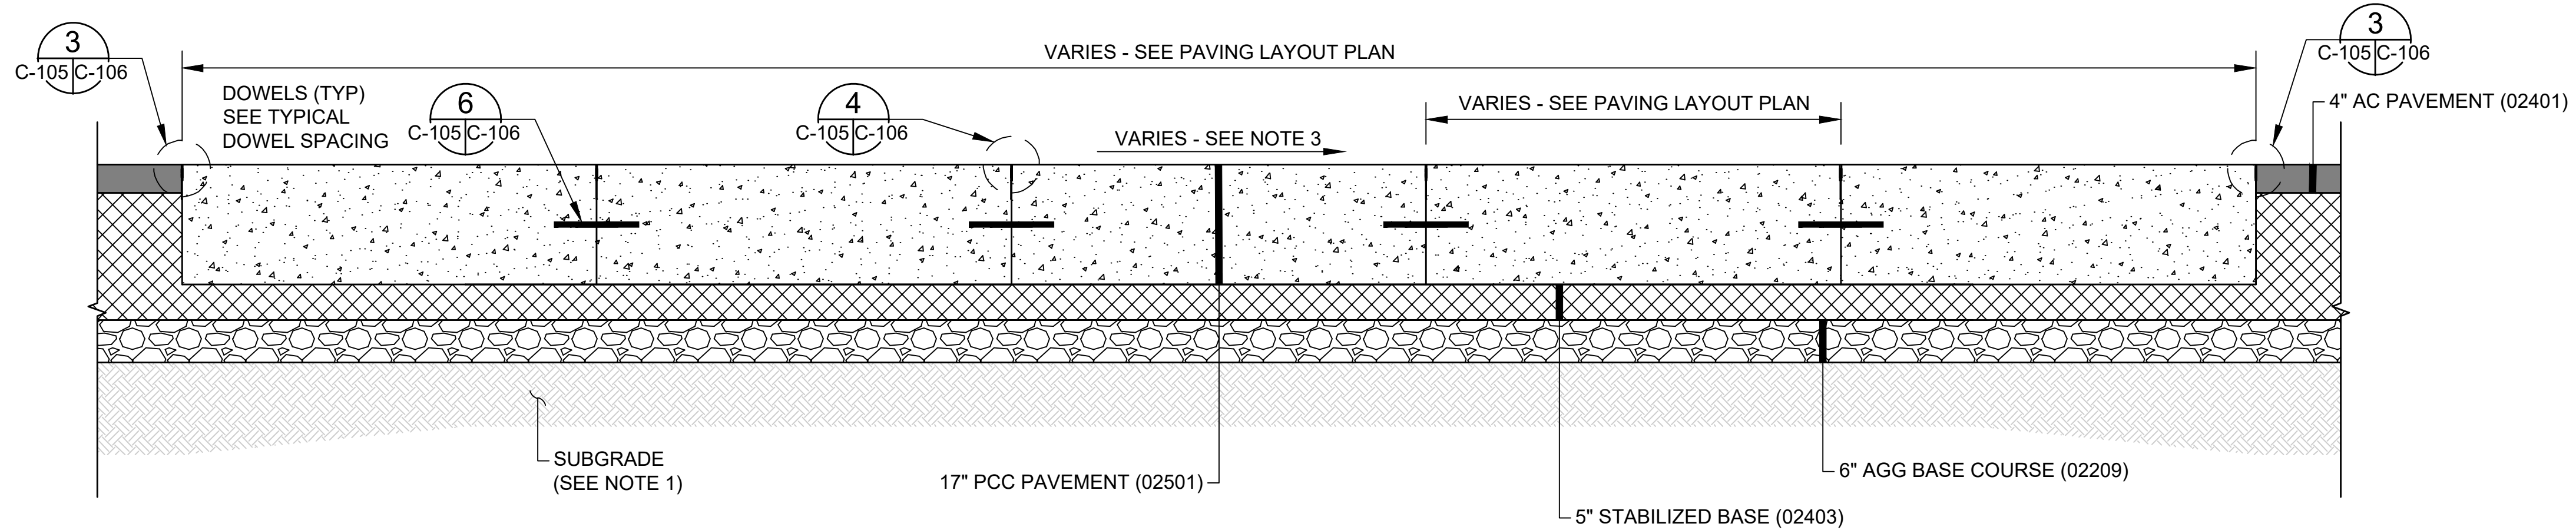 3
C-105 C-106
VARIES - SEE PAVING LAYOUT PLAN
3
C-105 C-106
DOWELS (TYP)
SEE TYPICAL
DOWEL SPACING
6
C-105 C-106
4
C-105 C-106
VARIES - SEE NOTE 3
VARIES - SEE PAVING LAYOUT PLAN
4" AC PAVEMENT (02401)
SUBGRADE
(SEE NOTE 1)
17" PCC PAVEMENT (02501)
5" STABILIZED BASE (02403)
6" AGG BASE COURSE (02209)